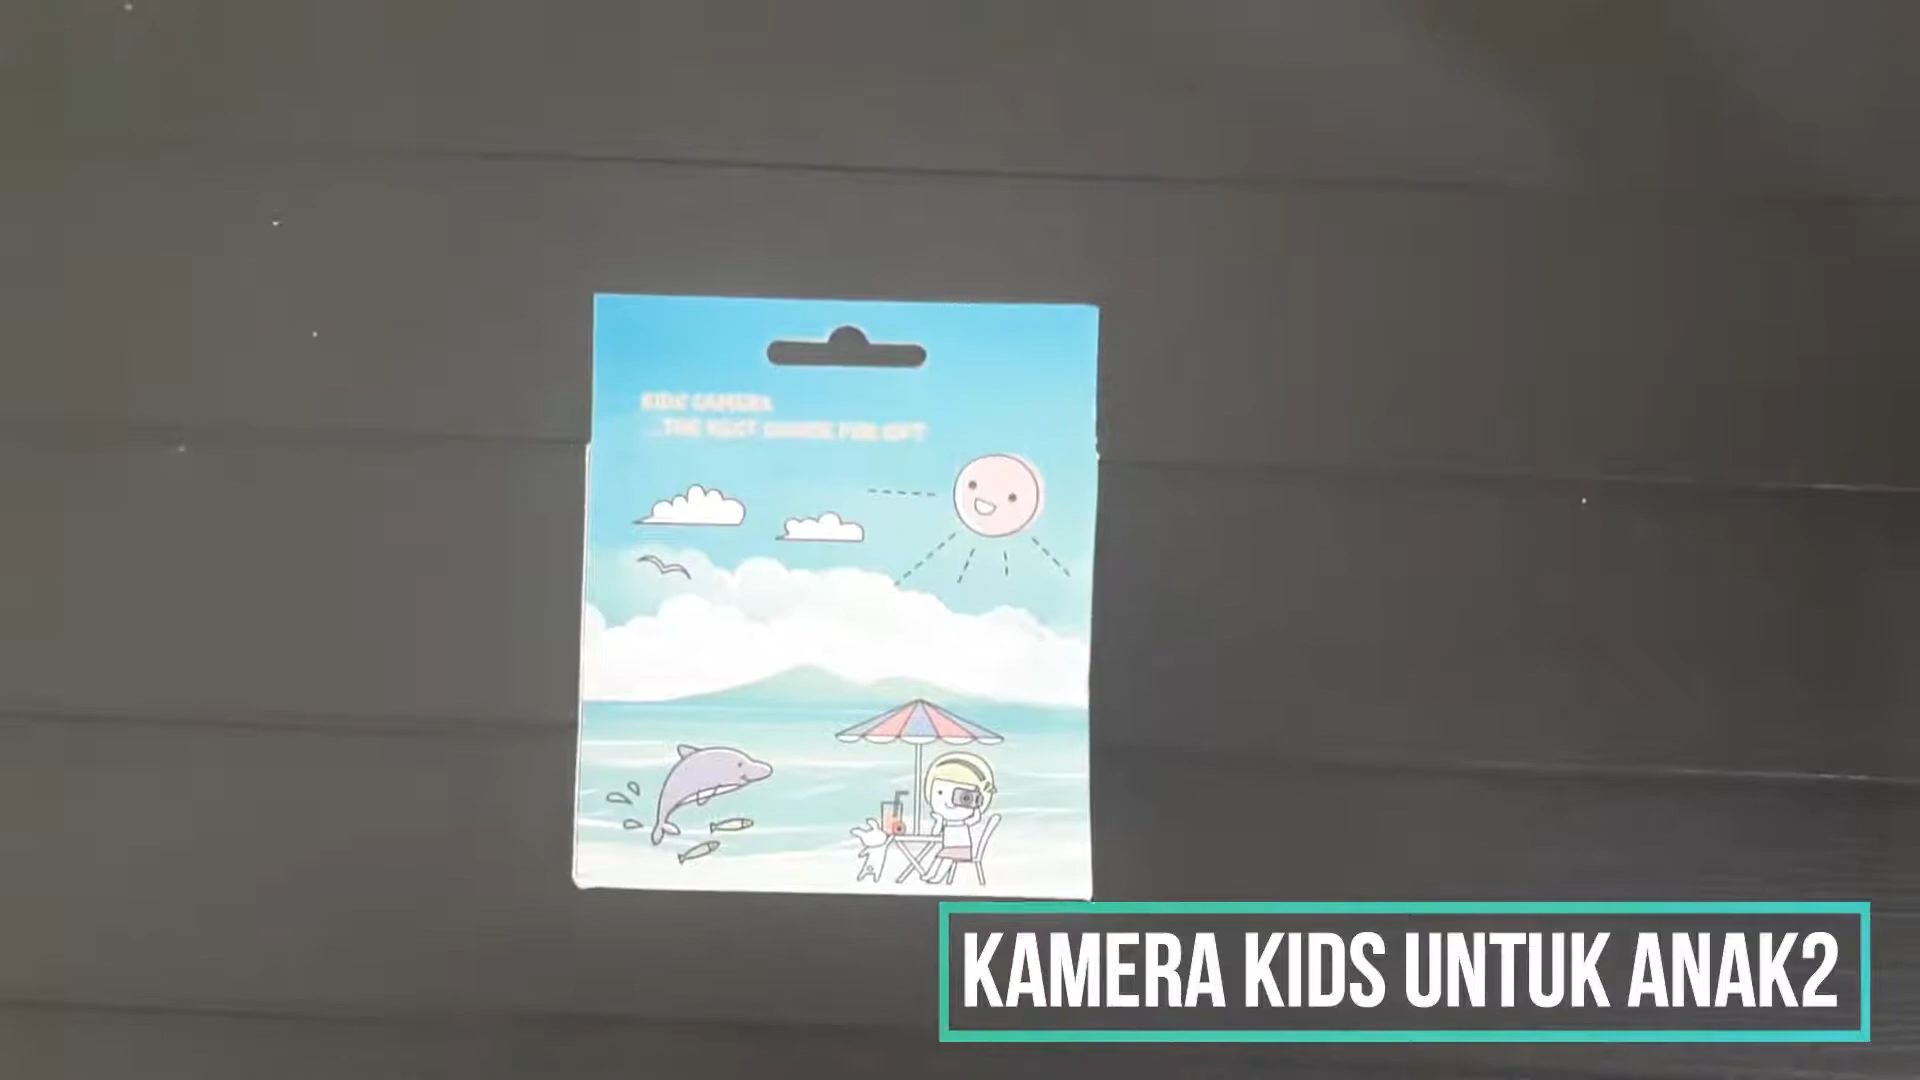 KIDS' CAMERA
...THE BEST CHOICE FOR GIFT
KAMERA KIDS UNTUK ANAK2